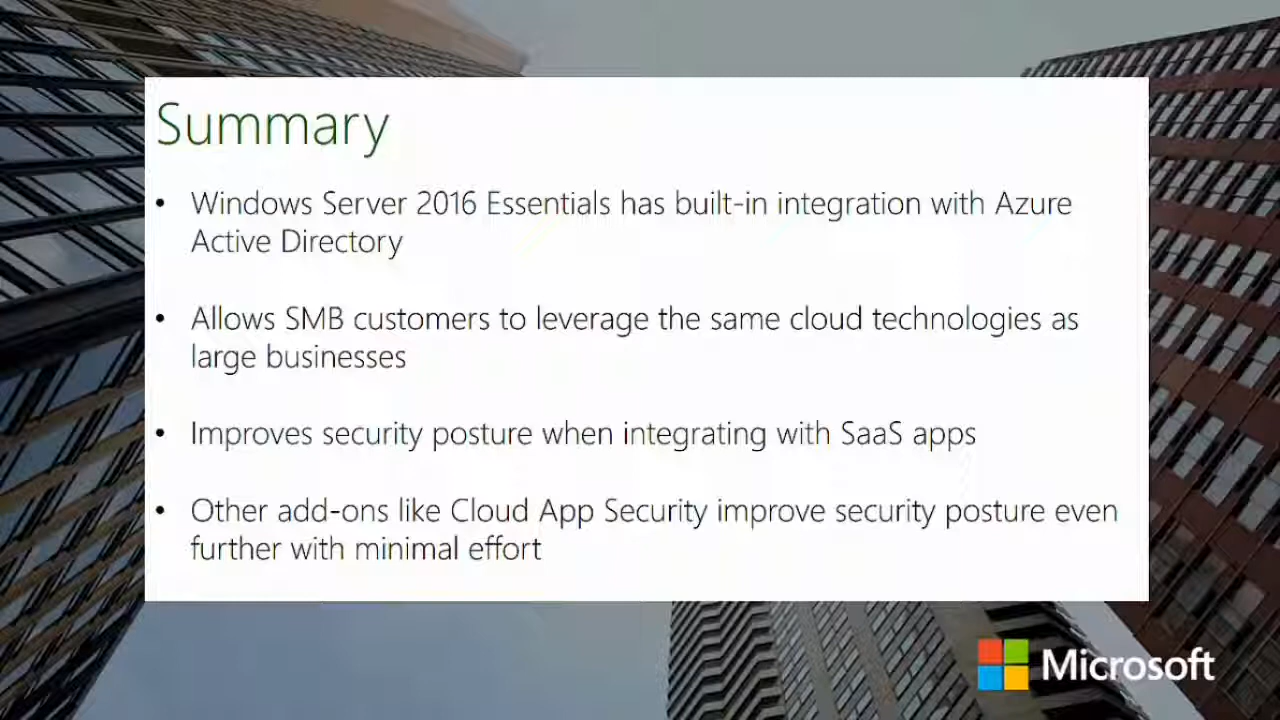 Summary
• Windows Server 2016 Essentials has built-in integration with Azure
Active Directory
• Allows SMB customers to leverage the same cloud technologies as
large businesses
• Improves security posture when integrating with SaaS apps
• Other add-ons like Cloud App Security improve security posture even
further with minimal effort
Microsoft